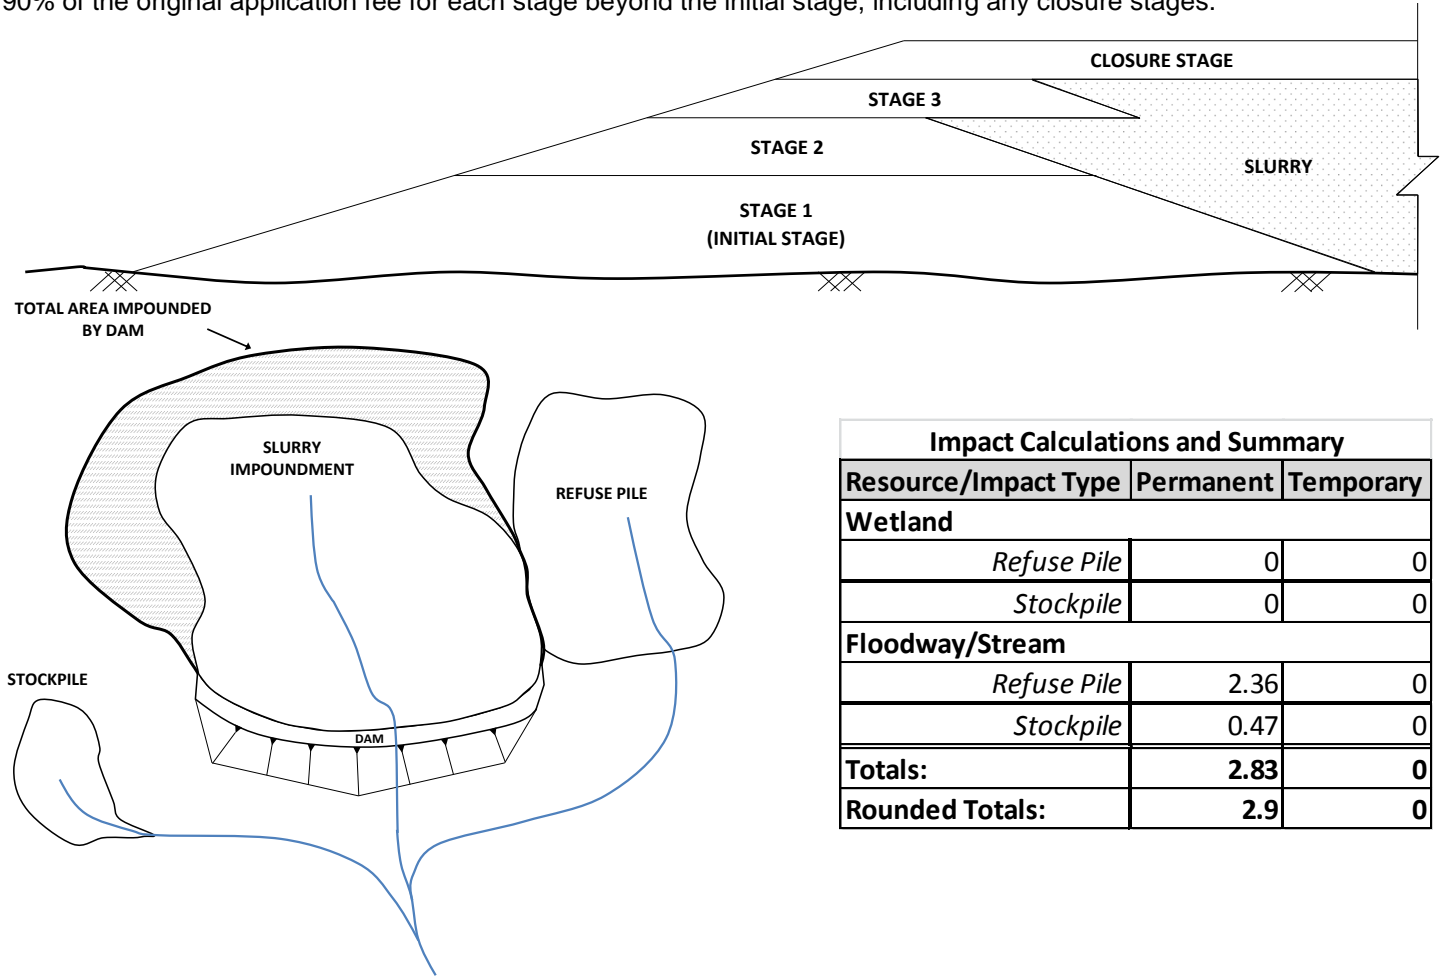 90% of the original application fee for each stage beyond the initial stage, including any closure stages.
CLOSURE STAGE
STAGE 3
STAGE 2
SLURRY
STAGE 1
(INITIAL STAGE)
TOTAL AREA IMPOUNDED
BY DAM
SLURRY
IMPOUNDMENT
REFUSE PILE
STOCKPILE
DAM
Impact Calculations and Summary
Resource/Impact Type Permanent Temporary
Wetland
Refuse Pile 0 0
Stockpile 0 0
Floodway/Stream
Refuse Pile 2.36 0
Stockpile 0.47 0
Totals: 2.83 0
Rounded Totals: 2.9 0